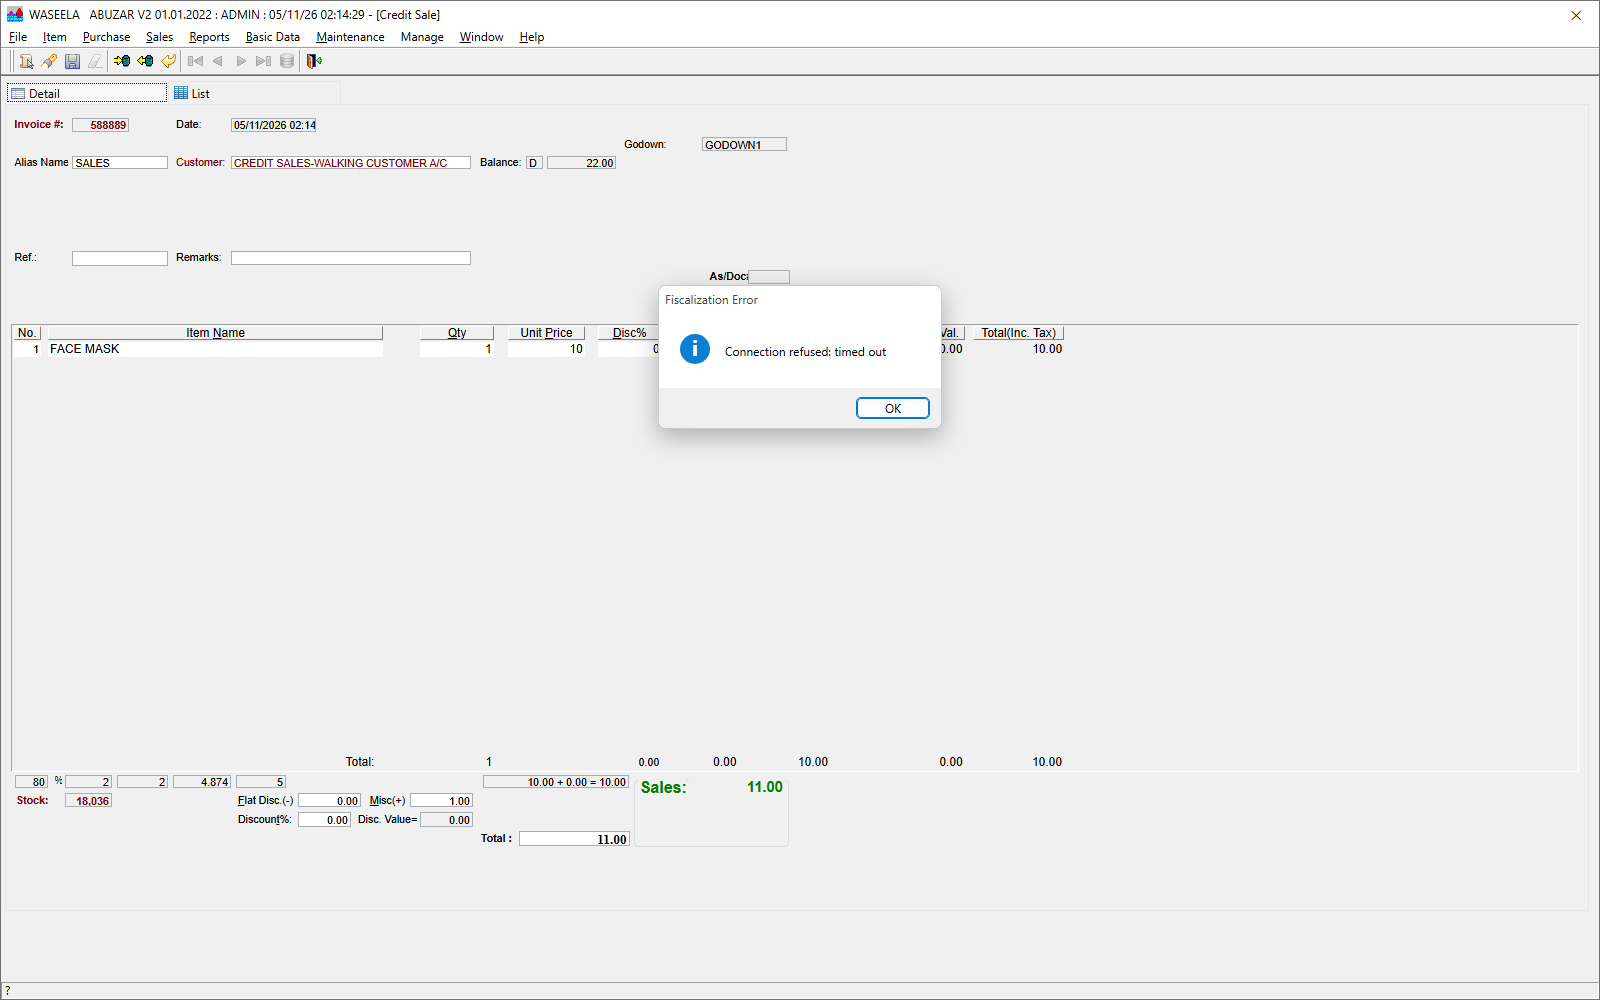 WASEELA   ABUZAR V2 01.01.2022 : ADMIN : 05/11/26 02:14:29 - [Credit Sale]
File Item Purchase Sales Reports Basic Data Maintenance Manage Window Help
Detail List
Invoice #: 588889 Date: 05/11/2026 02:14
Godown: GODOWN1
Alias Name SALES Customer: CREDIT SALES-WALKING CUSTOMER A/C Balance: D 22.00
Ref.: Remarks:
As/Doc
Fiscalization Error
Connection refused: timed out
OK
No. Item Name Qty Unit Price Disc% Val. Total(Inc. Tax)
1 FACE MASK 1 10 0 0.00 10.00
Total: 1 0.00 0.00 10.00 0.00 10.00
80 % 2 2 4.874 5 10.00 + 0.00 = 10.00
Sales: 11.00
Stock: 18,036 Flat Disc.(-) 0.00 Misc(+) 1.00
Discount%: 0.00 Disc. Value= 0.00
Total : 11.00
?